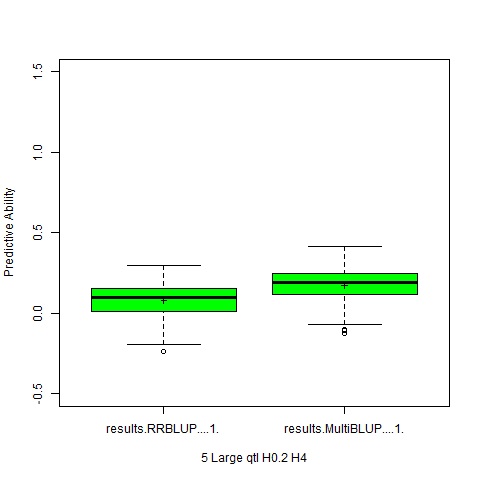 Predictive Ability
1.5
1.0
0.5
0.0
-0.5
results.RRBLUP....1.
results.MultiBLUP....1.
5 Large qtl H0.2 H4